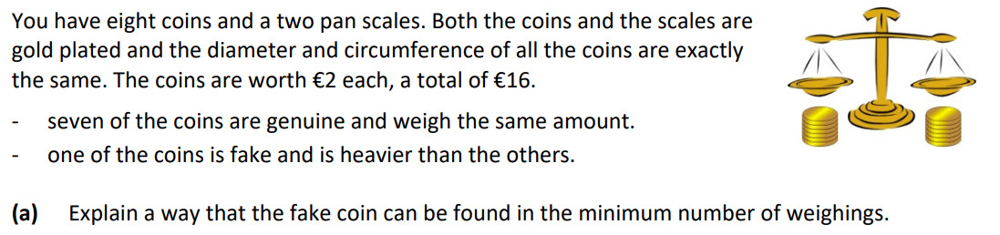 You have eight coins and a two pan scales. Both the coins and the scales are
gold plated and the diameter and circumference of all the coins are exactly
the same. The coins are worth €2 each, a total of €16.
- seven of the coins are genuine and weigh the same amount.
- one of the coins is fake and is heavier than the others.
(a) Explain a way that the fake coin can be found in the minimum number of weighings.